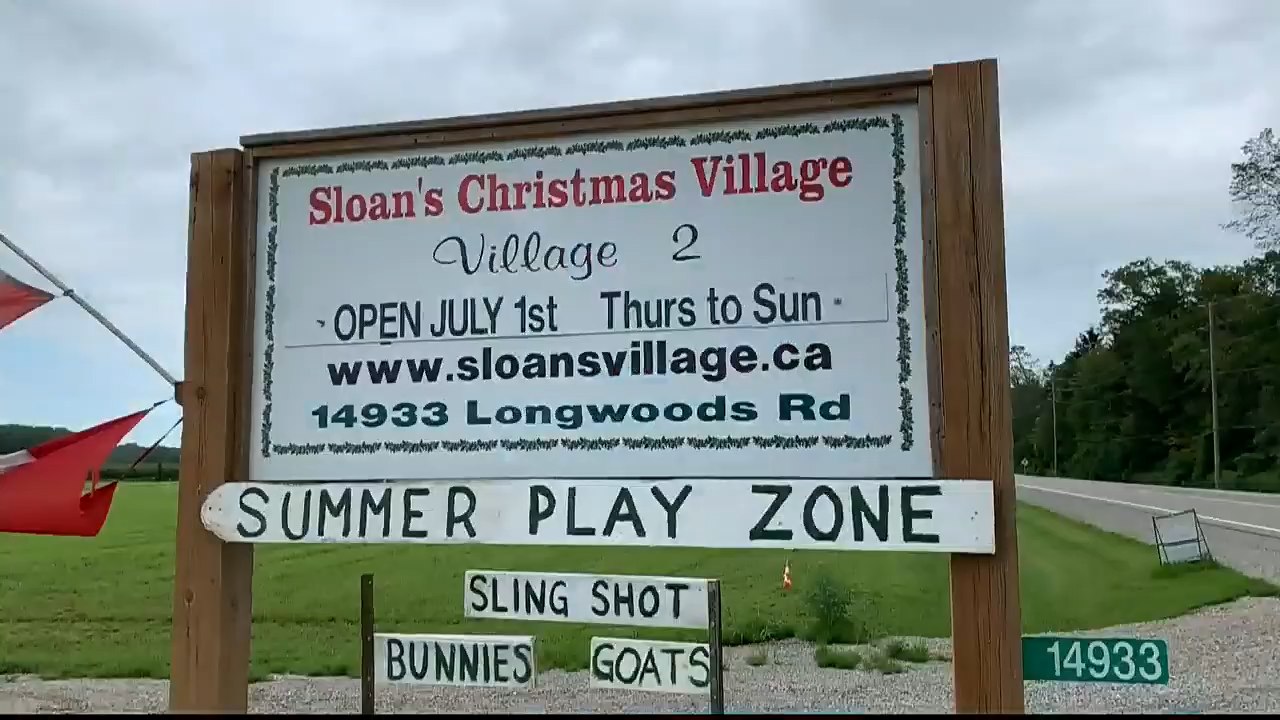 Sloan's Christmas Village
Village 2
OPEN JULY 1st Thurs to Sun
www.sloansvillage.ca
14933 Longwoods Rd
SUMMER PLAY ZONE
SLING SHOT
BUNNIES GOATS
14933